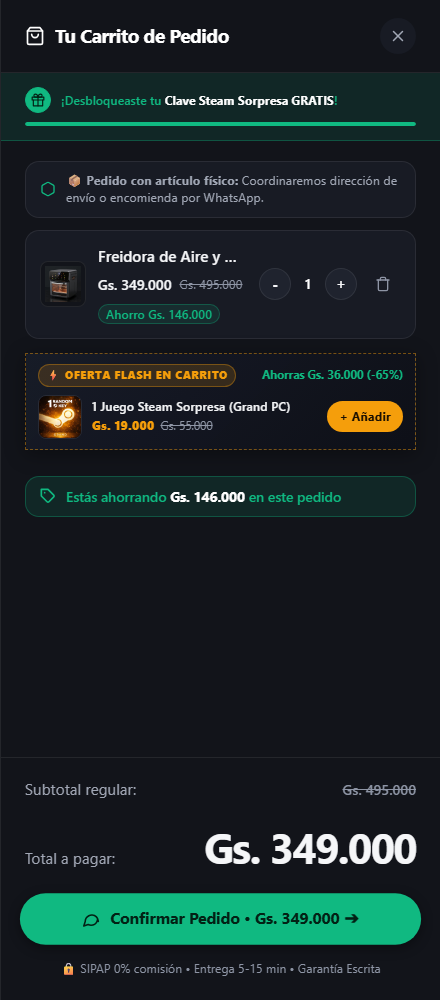 Tu Carrito de Pedido
¡Desbloqueaste tu Clave Steam Sorpresa GRATIS!
📦 Pedido con artículo físico: Coordinaremos dirección de
envío o encomienda por WhatsApp.
Freidora de Aire y ...
Gs. 349.000 Gs. 495.000
- 1 +
Ahorro Gs. 146.000
OFERTA FLASH EN CARRITO
Ahorras Gs. 36.000 (-65%)
1 RANDOM
KEY
1 Juego Steam Sorpresa (Grand PC)
Gs. 19.000 Gs. 55.000
+ Añadir
Estás ahorrando Gs. 146.000 en este pedido
Subtotal regular: Gs. 495.000
Total a pagar: Gs. 349.000
Confirmar Pedido • Gs. 349.000 ➔
🔒 SIPAP 0% comisión • Entrega 5-15 min • Garantía Escrita